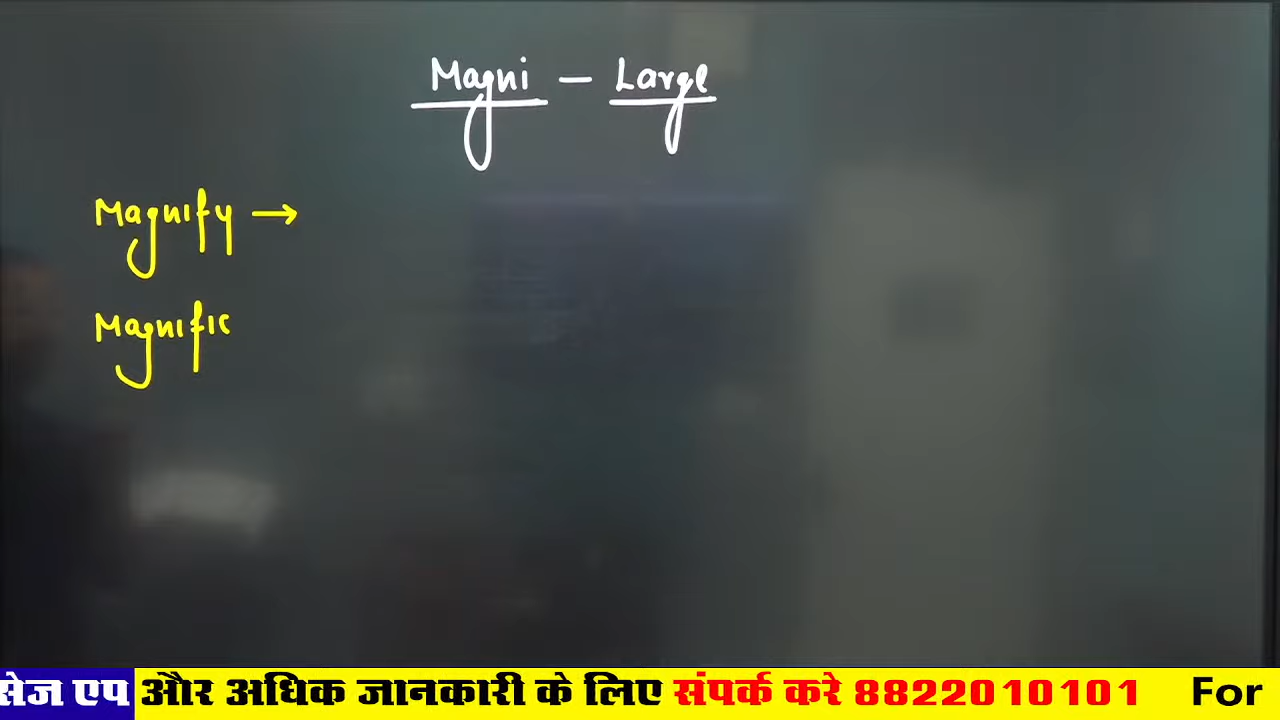 Magni - Large
Magnify →
Magnific
सेज एप और अधिक जानकारी के लिए संपर्क करे 8822010101 For